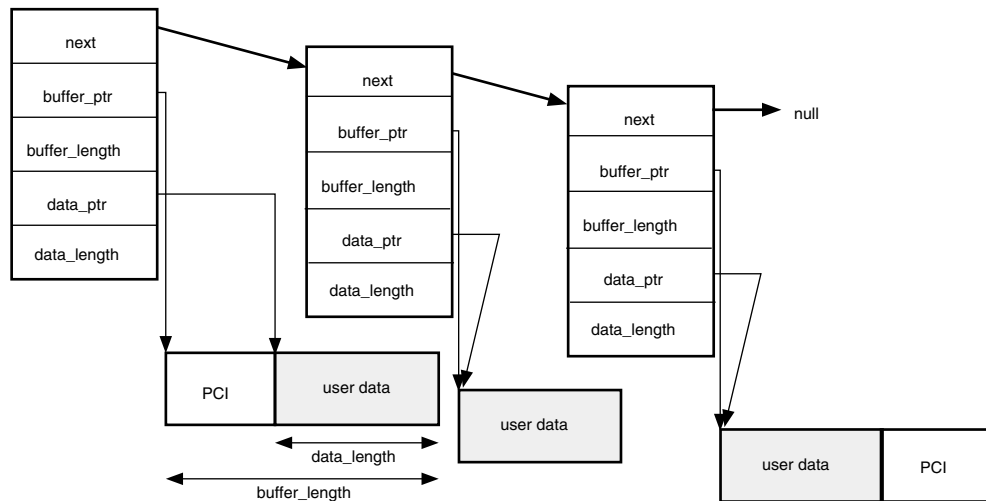 next
buffer_ptr
buffer_length
data_ptr
data_length
next
buffer_ptr
buffer_length
data_ptr
data_length
next
buffer_ptr
buffer_length
data_ptr
data_length
null
PCI
user data
data_length
buffer_length
user data
user data
PCI